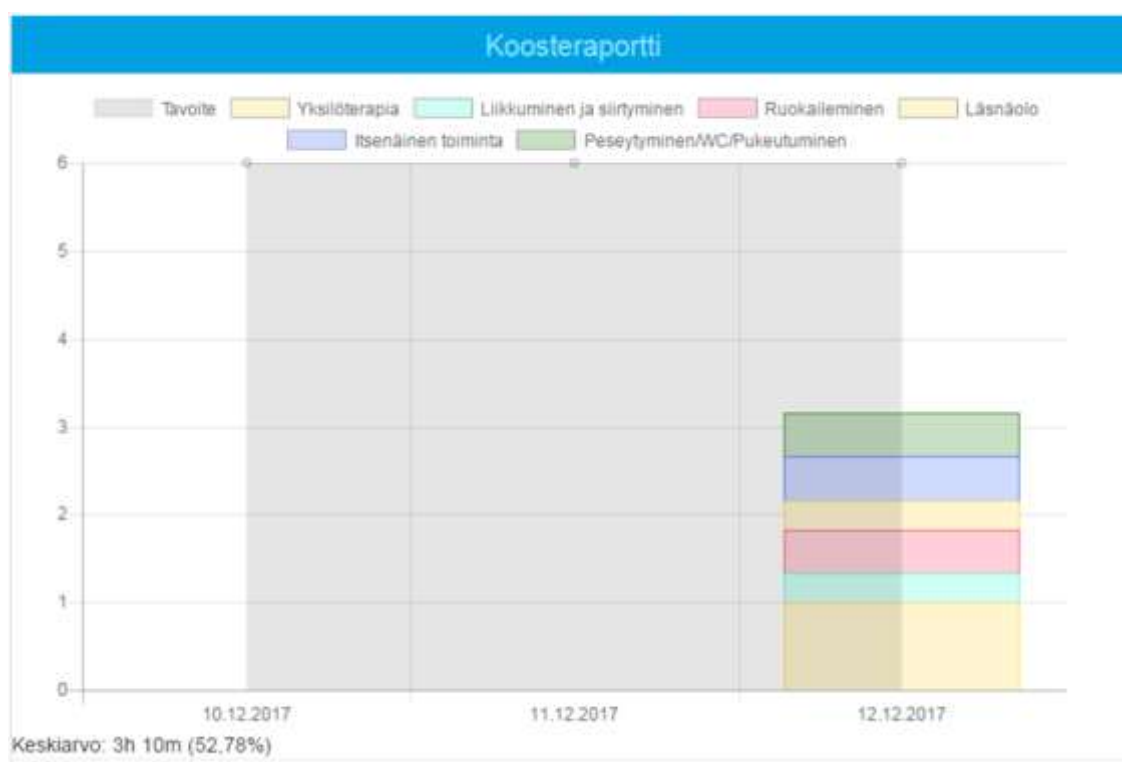 Koosteraportti
Tavoite Yksilöterapia Liikkuminen ja siirtyminen Ruokaileminen Läsnäolo
Itsenäinen toiminta Peseytyminen/WC/Pukeutuminen
6
5
4
3
2
1
0
10.12.2017 11.12.2017 12.12.2017
Keskiarvo: 3h 10m (52,78%)